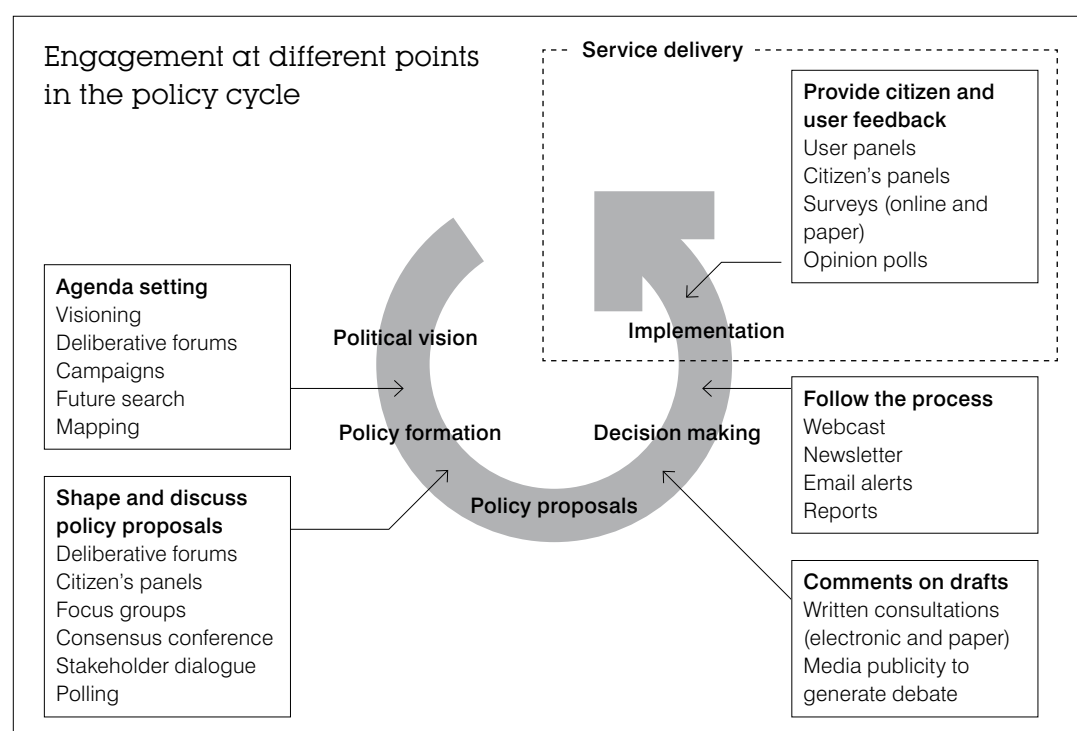 Engagement at different points
in the policy cycle
Service delivery
Provide citizen and
user feedback
User panels
Citizen's panels
Surveys (online and
paper)
Opinion polls
Agenda setting
Visioning
Deliberative forums
Campaigns
Future search
Mapping
Political vision
Implementation
Policy formation
Decision making
Policy proposals
Follow the process
Webcast
Newsletter
Email alerts
Reports
Shape and discuss
policy proposals
Deliberative forums
Citizen's panels
Focus groups
Consensus conference
Stakeholder dialogue
Polling
Comments on drafts
Written consultations
(electronic and paper)
Media publicity to
generate debate